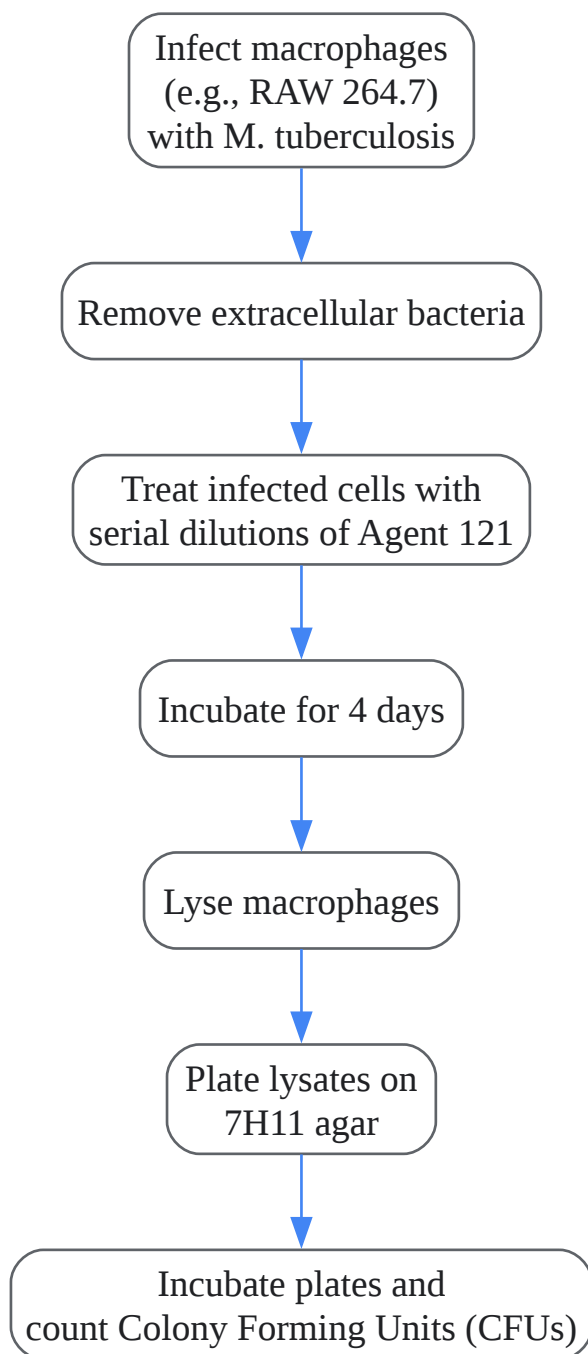 Infect macrophages
(e.g., RAW 264.7)
with M. tuberculosis
Remove extracellular bacteria
Treat infected cells with
serial dilutions of Agent 121
Incubate for 4 days
Lyse macrophages
Plate lysates on
7H11 agar
Incubate plates and
count Colony Forming Units (CFUs)